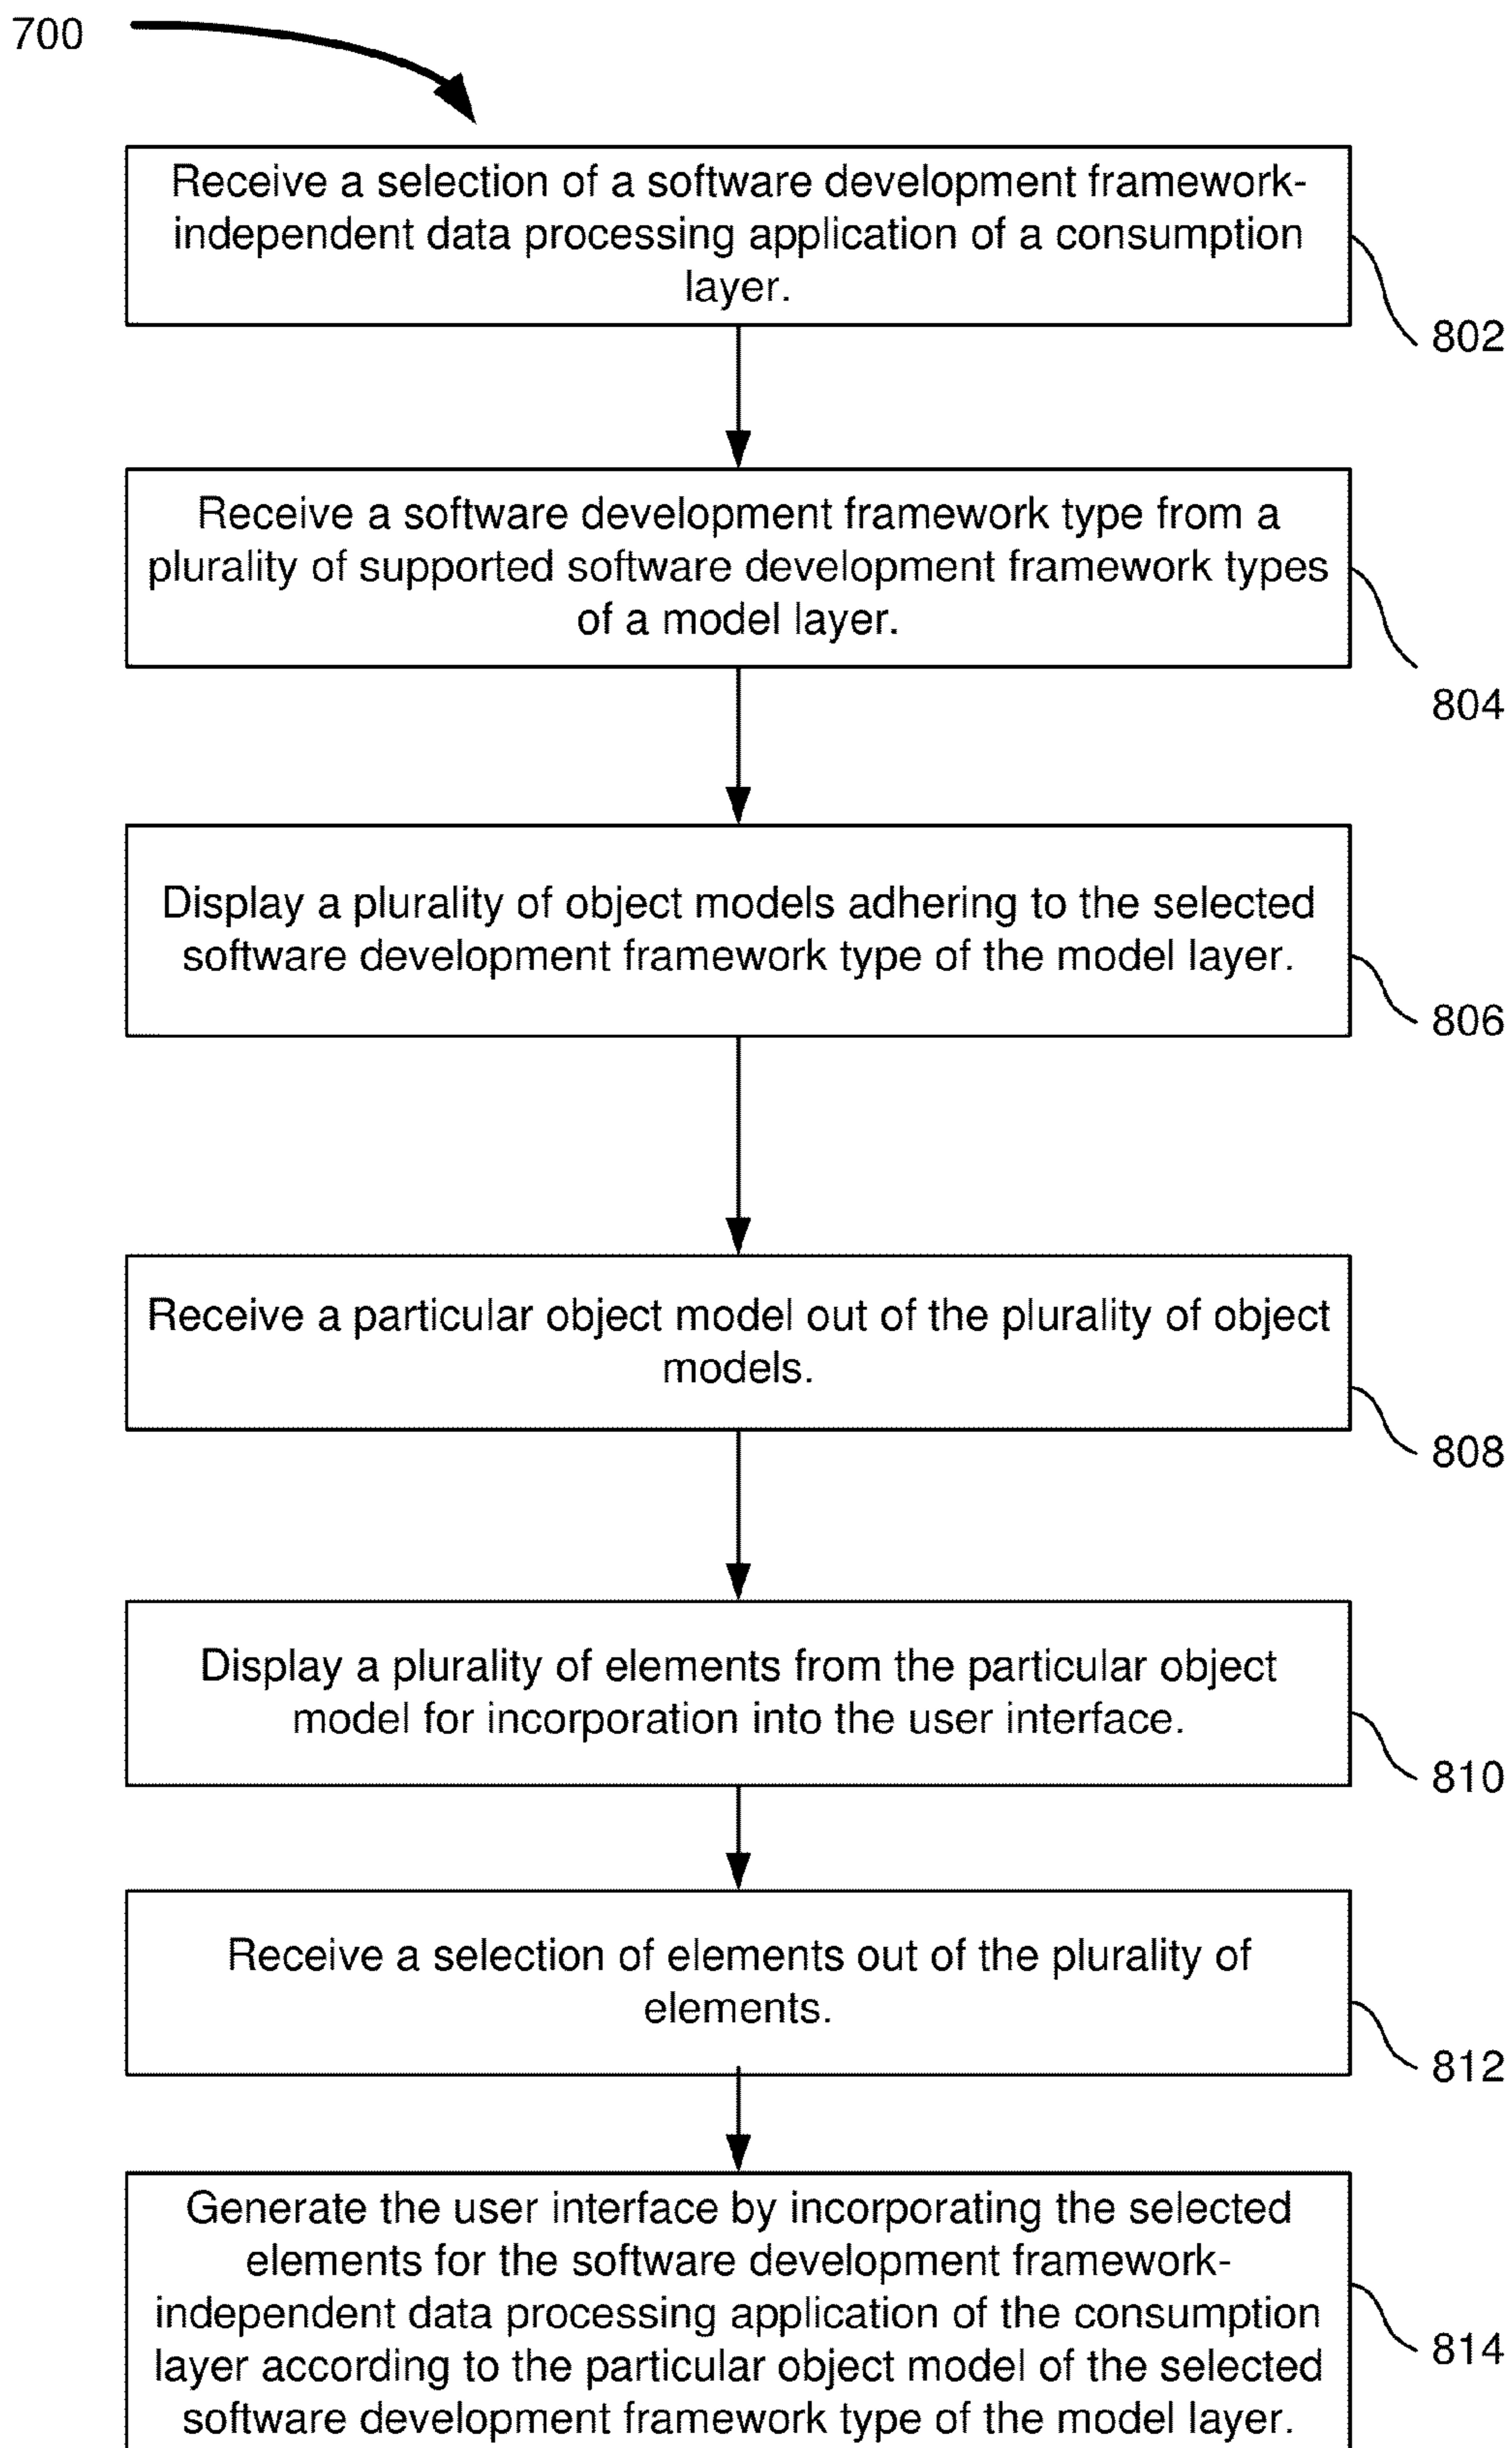 700
Receive a selection of a software development framework-
independent data processing application of a consumption
layer.
802
Receive a software development framework type from a
plurality of supported software development framework types
of a model layer.
804
Display a plurality of object models adhering to the selected
software development framework type of the model layer.
806
Receive a particular object model out of the plurality of object
models.
808
Display a plurality of elements from the particular object
model for incorporation into the user interface.
810
Receive a selection of elements out of the plurality of
elements.
812
Generate the user interface by incorporating the selected
elements for the software development framework-
independent data processing application of the consumption
layer according to the particular object model of the selected
software development framework type of the model layer.
814